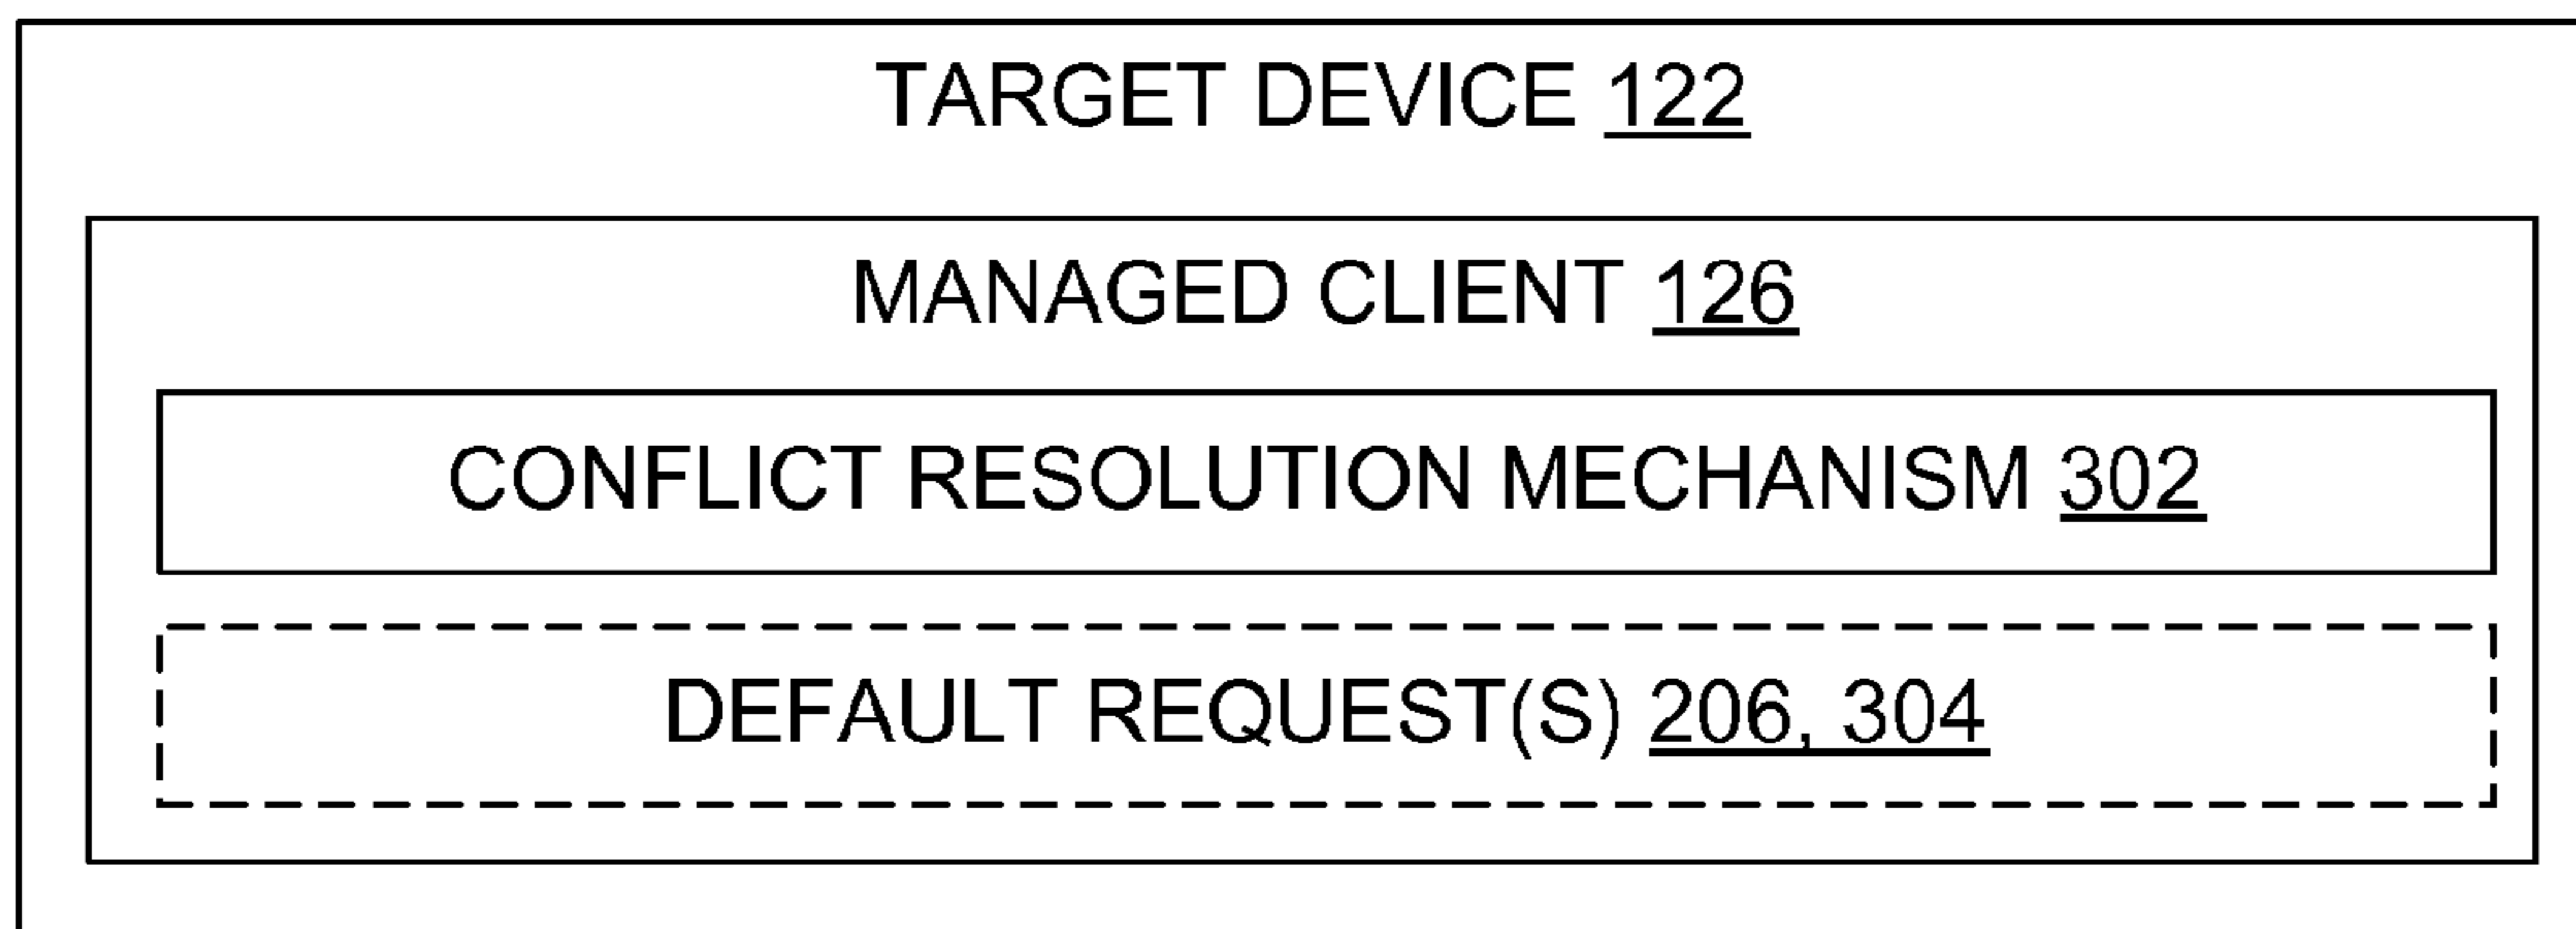 TARGET DEVICE 122
MANAGED CLIENT 126
CONFLICT RESOLUTION MECHANISM 302
DEFAULT REQUEST(S) 206, 304